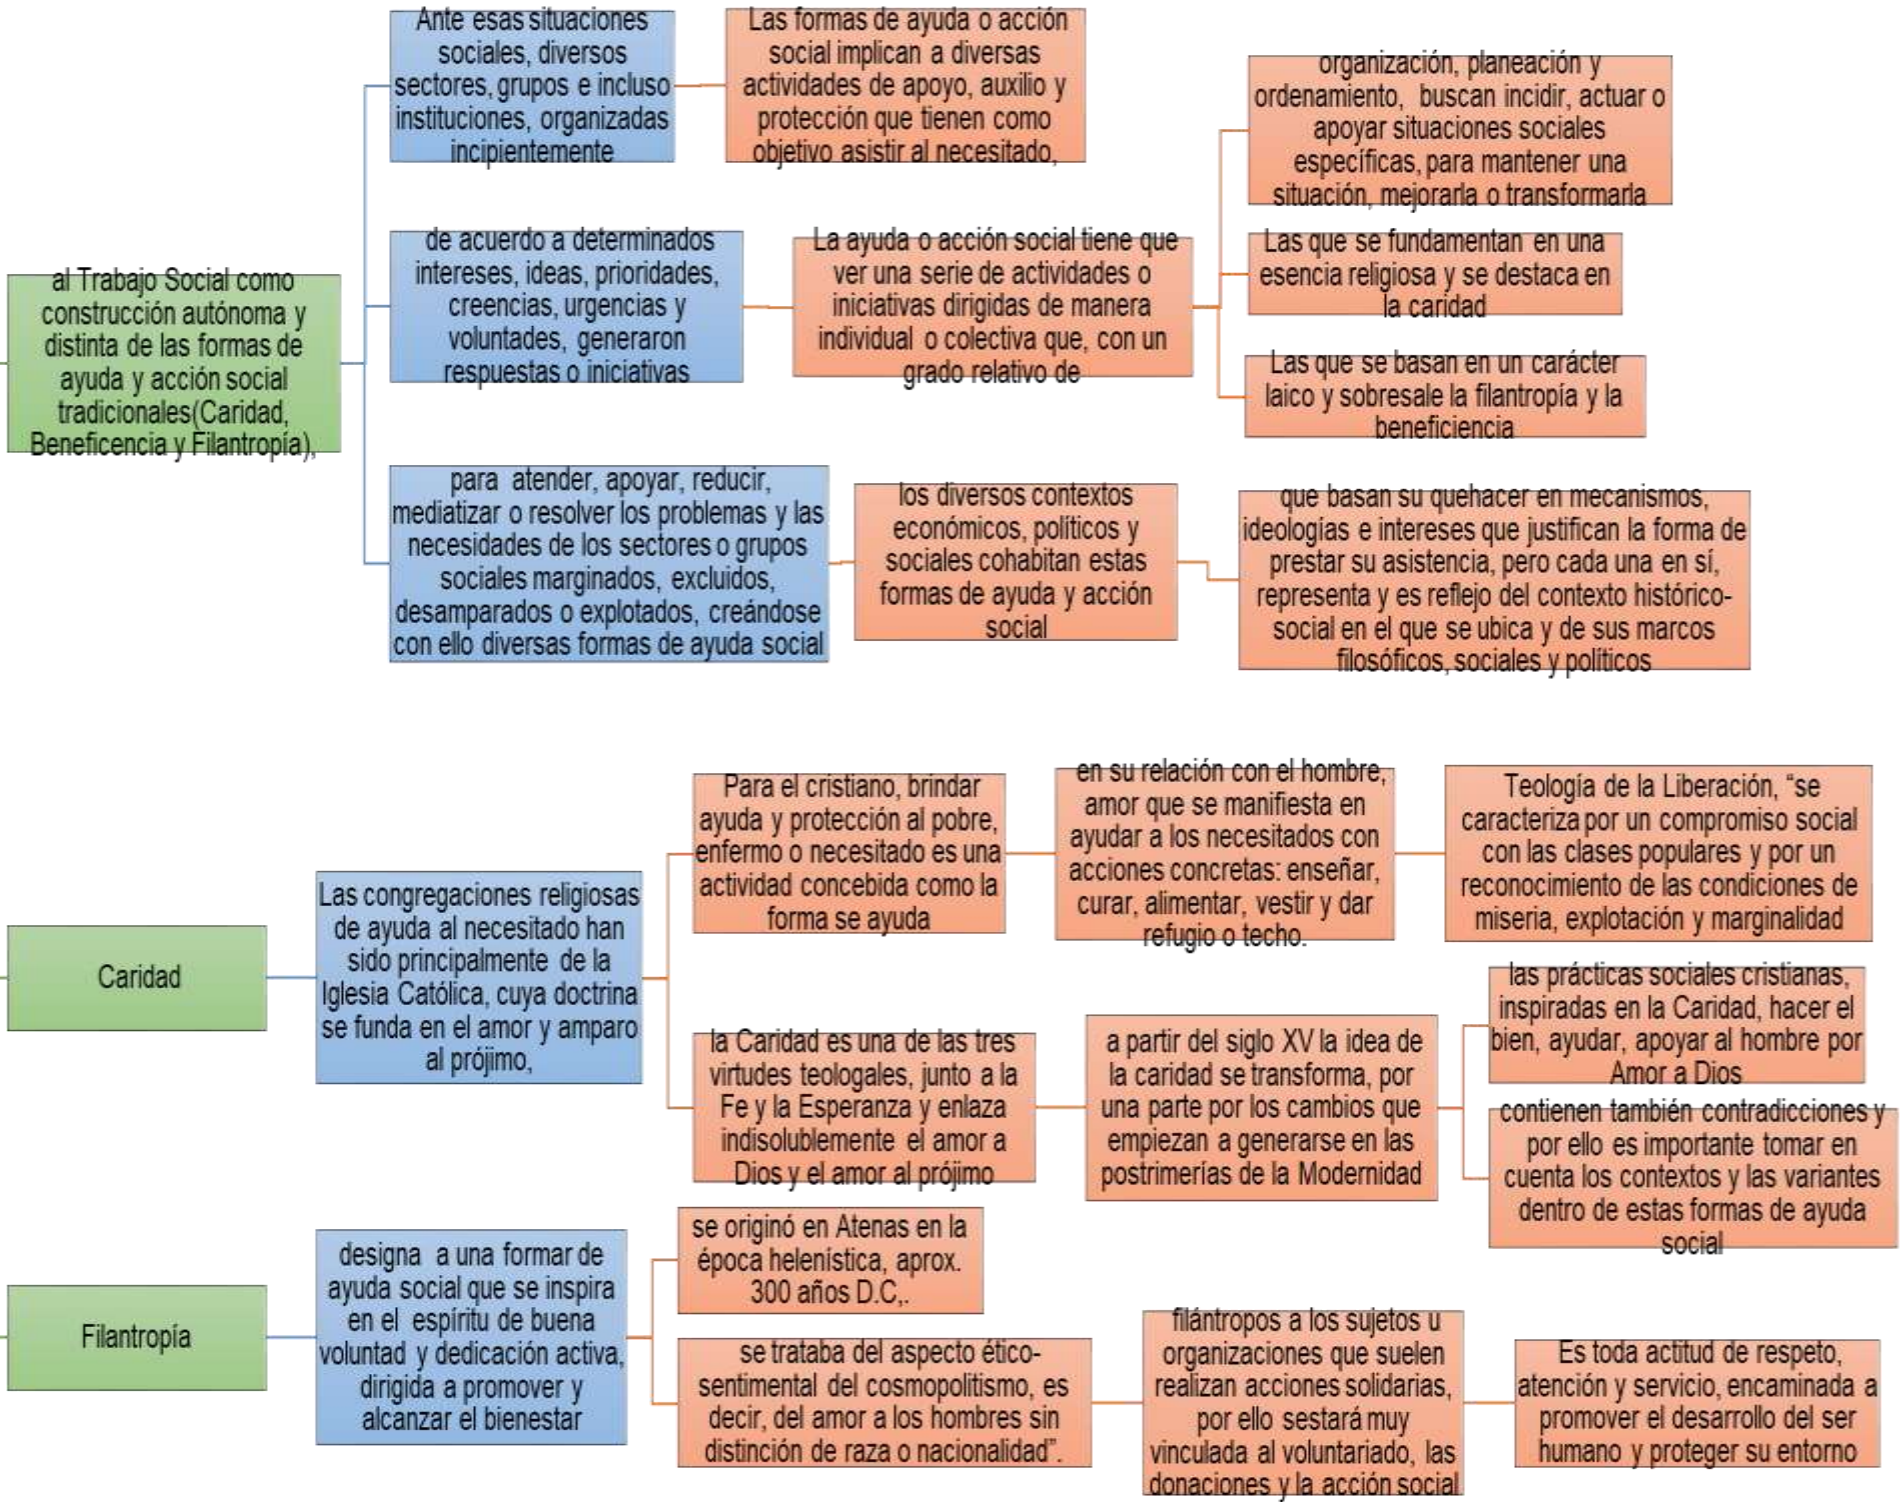 al Trabajo Social como
construcción autónoma y
distinta de las formas de
ayuda y acción social
tradicionales(Caridad,
Beneficencia y Filantropía),
Ante esas situaciones
sociales, diversos
sectores, grupos e incluso
instituciones, organizadas
incipientemente
Las formas de ayuda o acción
social implican a diversas
actividades de apoyo, auxilio y
protección que tienen como
objetivo asistir al necesitado,
de acuerdo a determinados
intereses, ideas, prioridades,
creencias, urgencias y
voluntades, generaron
respuestas o iniciativas
La ayuda o acción social tiene que
ver una serie de actividades o
iniciativas dirigidas de manera
individual o colectiva que, con un
grado relativo de
organización, planeación y
ordenamiento, buscan incidir, actuar o
apoyar situaciones sociales
específicas, para mantener una
situación, mejorarla o transformarla
Las que se fundamentan en una
esencia religiosa y se destaca en
la caridad
Las que se basan en un carácter
laico y sobresale la filantropía y la
beneficiencia
para atender, apoyar, reducir,
mediatizar o resolver los problemas y las
necesidades de los sectores o grupos
sociales marginados, excluidos,
desamparados o explotados, creándose
con ello diversas formas de ayuda social
los diversos contextos
económicos, políticos y
sociales cohabitan estas
formas de ayuda y acción
social
que basan su quehacer en mecanismos,
ideologías e intereses que justifican la forma de
prestar su asistencia, pero cada una en sí,
representa y es reflejo del contexto histórico-
social en el que se ubica y de sus marcos
filosóficos, sociales y políticos
Caridad
Las congregaciones religiosas
de ayuda al necesitado han
sido principalmente de la
Iglesia Católica, cuya doctrina
se funda en el amor y amparo
al prójimo,
Para el cristiano, brindar
ayuda y protección al pobre,
enfermo o necesitado es una
actividad concebida como la
forma se ayuda
en su relación con el hombre,
amor que se manifiesta en
ayudar a los necesitados con
acciones concretas: enseñar,
curar, alimentar, vestir y dar
refugio o techo.
Teología de la Liberación, “se
caracteriza por un compromiso social
con las clases populares y por un
reconocimiento de las condiciones de
miseria, explotación y marginalidad
la Caridad es una de las tres
virtudes teologales, junto a la
Fe y la Esperanza y enlaza
indisolublemente el amor a
Dios y el amor al prójimo
a partir del siglo XV la idea de
la caridad se transforma, por
una parte por los cambios que
empiezan a generarse en las
postrimerías de la Modernidad
las prácticas sociales cristianas,
inspiradas en la Caridad, hacer el
bien, ayudar, apoyar al hombre por
Amor a Dios
contienen también contradicciones y
por ello es importante tomar en
cuenta los contextos y las variantes
dentro de estas formas de ayuda
social
Filantropía
designa a una formar de
ayuda social que se inspira
en el espíritu de buena
voluntad y dedicación activa,
dirigida a promover y
alcanzar el bienestar
se originó en Atenas en la
época helenística, aprox.
300 años D.C,.
se trataba del aspecto ético-
sentimental del cosmopolitismo, es
decir, del amor a los hombres sin
distinción de raza o nacionalidad”.
filántropos a los sujetos u
organizaciones que suelen
realizan acciones solidarias,
por ello sestará muy
vinculada al voluntariado, las
donaciones y la acción social
Es toda actitud de respeto,
atención y servicio, encaminada a
promover el desarrollo del ser
humano y proteger su entorno